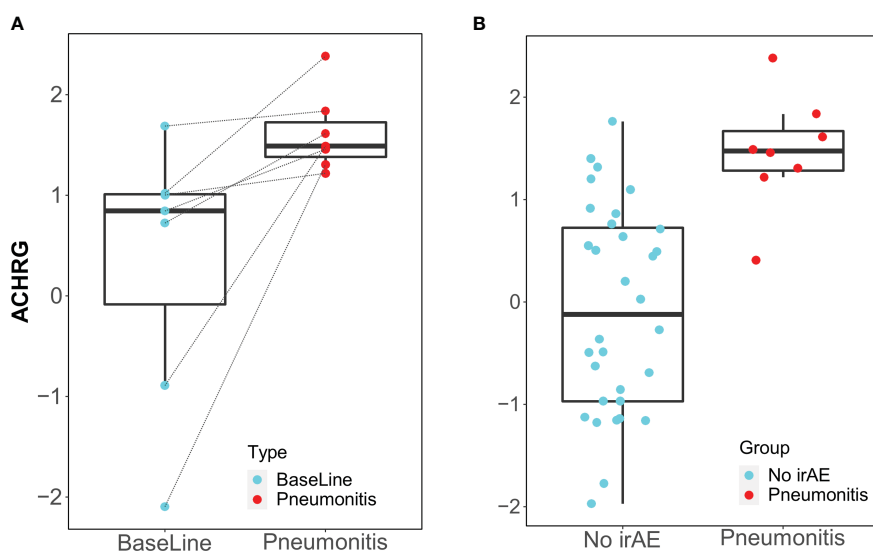 A
ACHRG
2
1
0
−1
−2
Type
BaseLine
Pneumonitis
BaseLine Pneumonitis
B
2
1
0
−1
−2
Group
No irAE
Pneumonitis
No irAE Pneumonitis